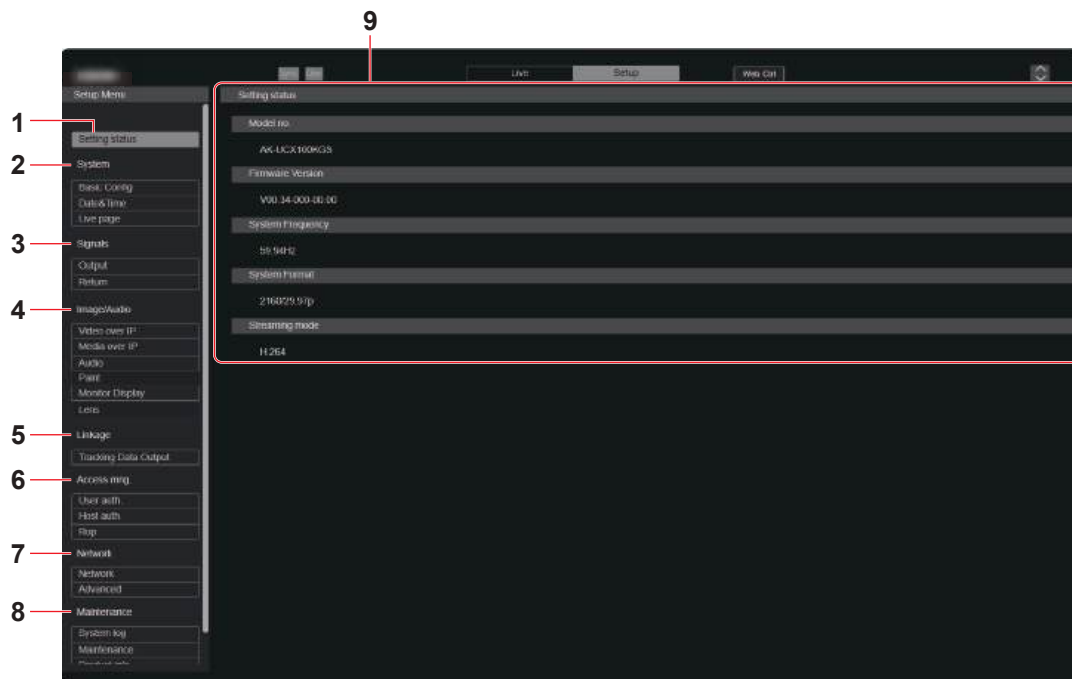 9
Live
Setup
Web Cut
Setup Menu
Setting status
1
Setting status
2
System
Basic Config
Date&Time
Live page
3
Signals
Output
Return
4
Image/Audio
Video over IP
Media over IP
Audio
Paint
Monitor Display
Lens
5
Linkage
Tracking Data Output
6
Access mng.
User auth.
Host auth
Rop
7
Network
Network
Advanced
8
Maintenance
System log
Maintenance
Model no.
AK-UCX100KGS
Firmware Version
V00.34-000-00.00
System Frequency
59.94Hz
System Format
2160/29.97p
Streaming mode
H.264